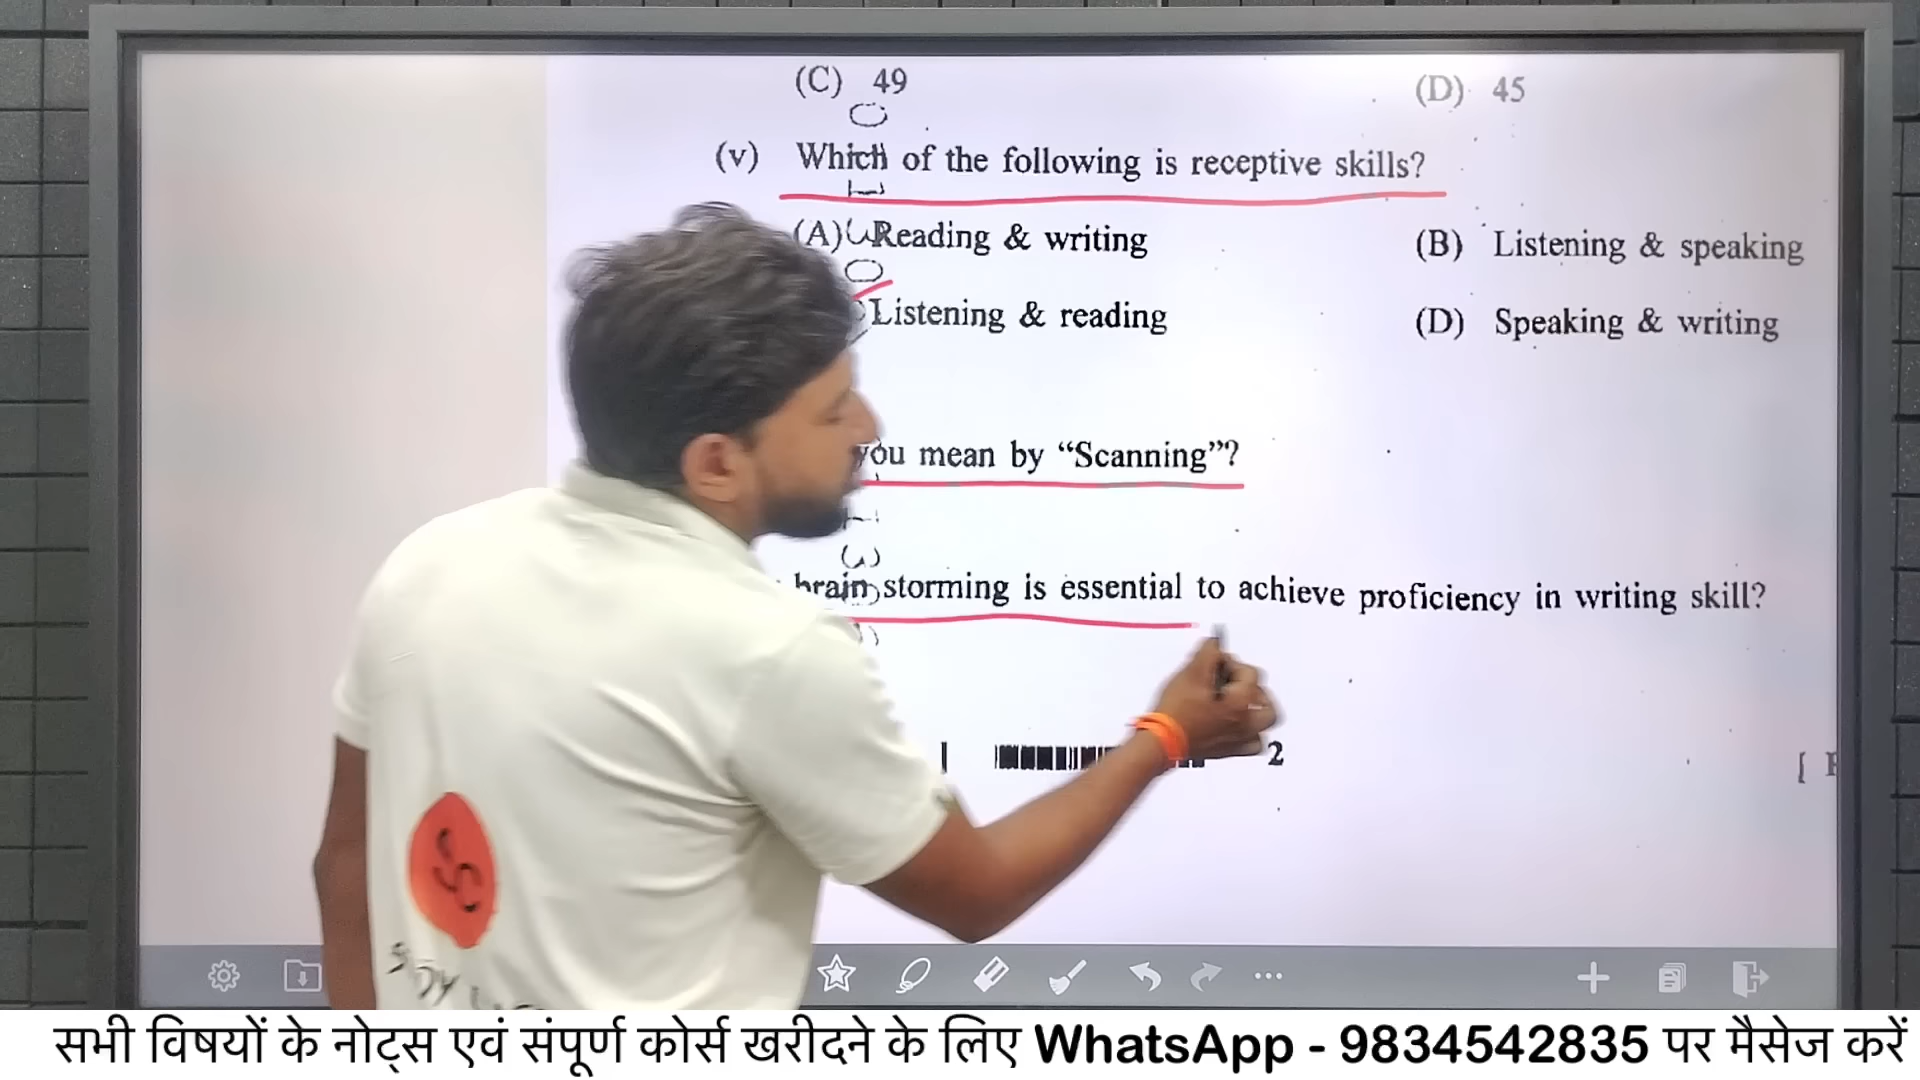 (C) 49
(D) 45
(v) Which of the following is receptive skills?
(A) Reading & writing
(B) Listening & speaking
Listening & reading
(D) Speaking & writing
you mean by “Scanning”?
brain storming is essential to achieve proficiency in writing skill?
2
[
सभी विषयों के नोट्स एवं संपूर्ण कोर्स खरीदने के लिए WhatsApp - 9834542835 पर मैसेज करें